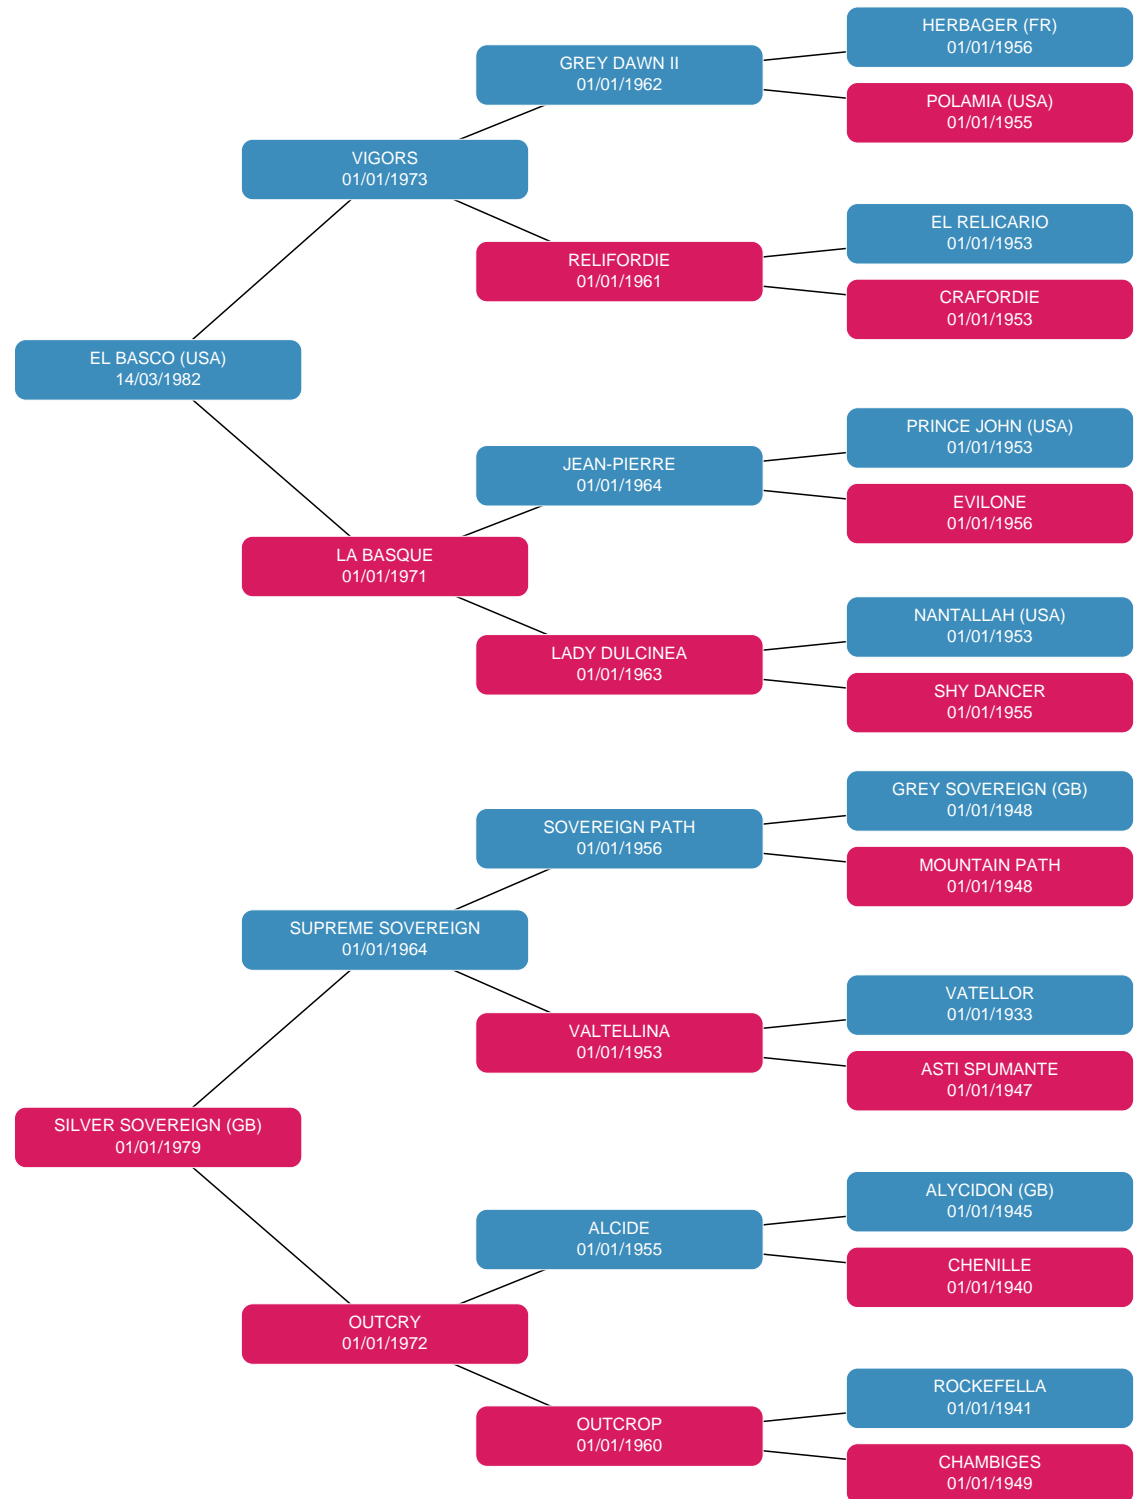 HERBAGER (FR)
01/01/1956
GREY DAWN II
01/01/1962
POLAMIA (USA)
01/01/1955
VIGORS
01/01/1973
EL RELICARIO
01/01/1953
RELIFORDIE
01/01/1961
CRAFORDIE
01/01/1953
EL BASCO (USA)
14/03/1982
PRINCE JOHN (USA)
01/01/1953
JEAN-PIERRE
01/01/1964
EVILONE
01/01/1956
LA BASQUE
01/01/1971
NANTALLAH (USA)
01/01/1953
LADY DULCINEA
01/01/1963
SHY DANCER
01/01/1955
GREY SOVEREIGN (GB)
01/01/1948
SOVEREIGN PATH
01/01/1956
MOUNTAIN PATH
01/01/1948
SUPREME SOVEREIGN
01/01/1964
VATELLOR
01/01/1933
VALTELLINA
01/01/1953
ASTI SPUMANTE
01/01/1947
SILVER SOVEREIGN (GB)
01/01/1979
ALYCIDON (GB)
01/01/1945
ALCIDE
01/01/1955
CHENILLE
01/01/1940
OUTCRY
01/01/1972
ROCKEFELLA
01/01/1941
OUTCROP
01/01/1960
CHAMBIGES
01/01/1949